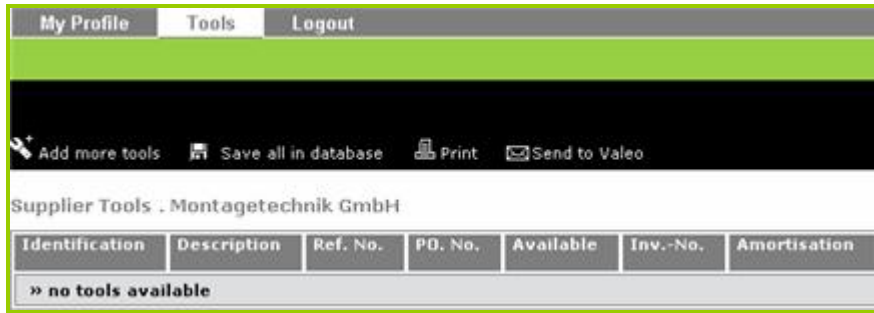 My Profile Tools Logout
Add more tools Save all in database Print Send to Valeo
Supplier Tools . Montagetechnik GmbH
Identification Description Ref. No. PO. No. Available Inv.-No. Amortisation
» no tools available